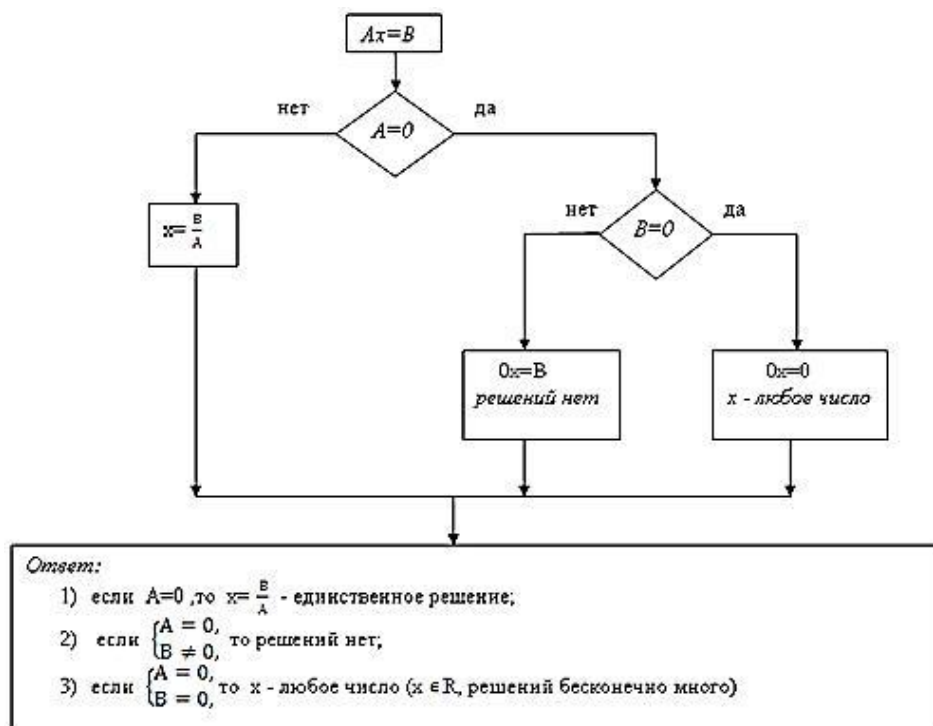 Ax=B
нет
да
A=0
x= B/A
нет
да
B=0
0x=B
решений нет
0x=0
x - любое число
Ответ:
1) если A=0 ,то x= B/A - единственное решение;
2) если {A = 0, B ≠ 0, то решений нет;
3) если {A = 0, B = 0, то x - любое число (x ∈R, решений бесконечно много)